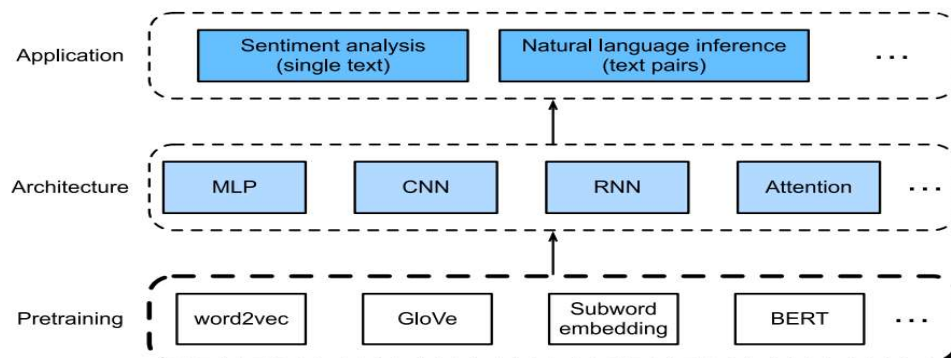 Application
Sentiment analysis
(single text)
Natural language inference
(text pairs)
...
Architecture
MLP
CNN
RNN
Attention
...
Pretraining
word2vec
GloVe
Subword
embedding
BERT
...